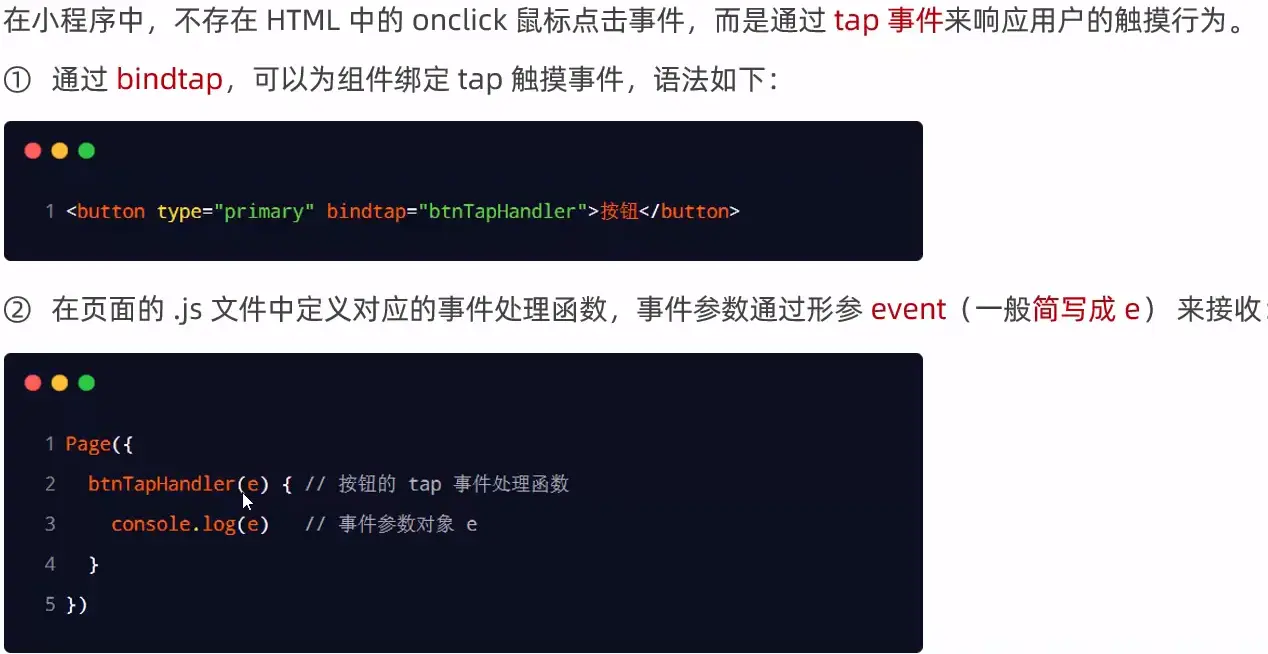 在小程序中，不存在 HTML 中的 onclick 鼠标点击事件，而是通过 tap 事件来响应用户的触摸行为。
① 通过 bindtap，可以为组件绑定 tap 触摸事件，语法如下：
1 <button type="primary" bindtap="btnTapHandler">按钮</button>
② 在页面的 .js 文件中定义对应的事件处理函数，事件参数通过形参 event（一般简写成 e） 来接收：
1 Page({
2   btnTapHandler(e) { // 按钮的 tap 事件处理函数
3     console.log(e)   // 事件参数对象 e
4   }
5 })